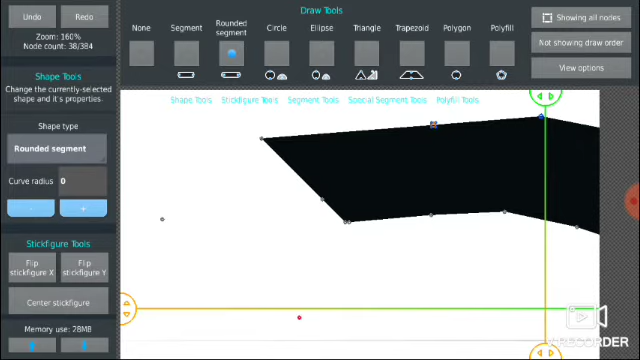 Undo
Redo
Zoom: 160%
Node count: 38/384
Shape Tools
Change the currently-selected
shape and it's properties.
Shape type
Rounded segment
Curve radius 0
- +
Stickfigure Tools
Flip
stickfigure X
Flip
stickfigure Y
Center stickfigure
Memory use: 28MB
Draw Tools
None
Segment
Rounded
segment
Circle
Ellipse
Triangle
Trapezoid
Polygon
Polyfill
Showing all nodes
Not showing draw order
View options
Shape Tools Stickfigure Tools Segment Tools Special Segment Tools Polyfill Tools
V RECORDER